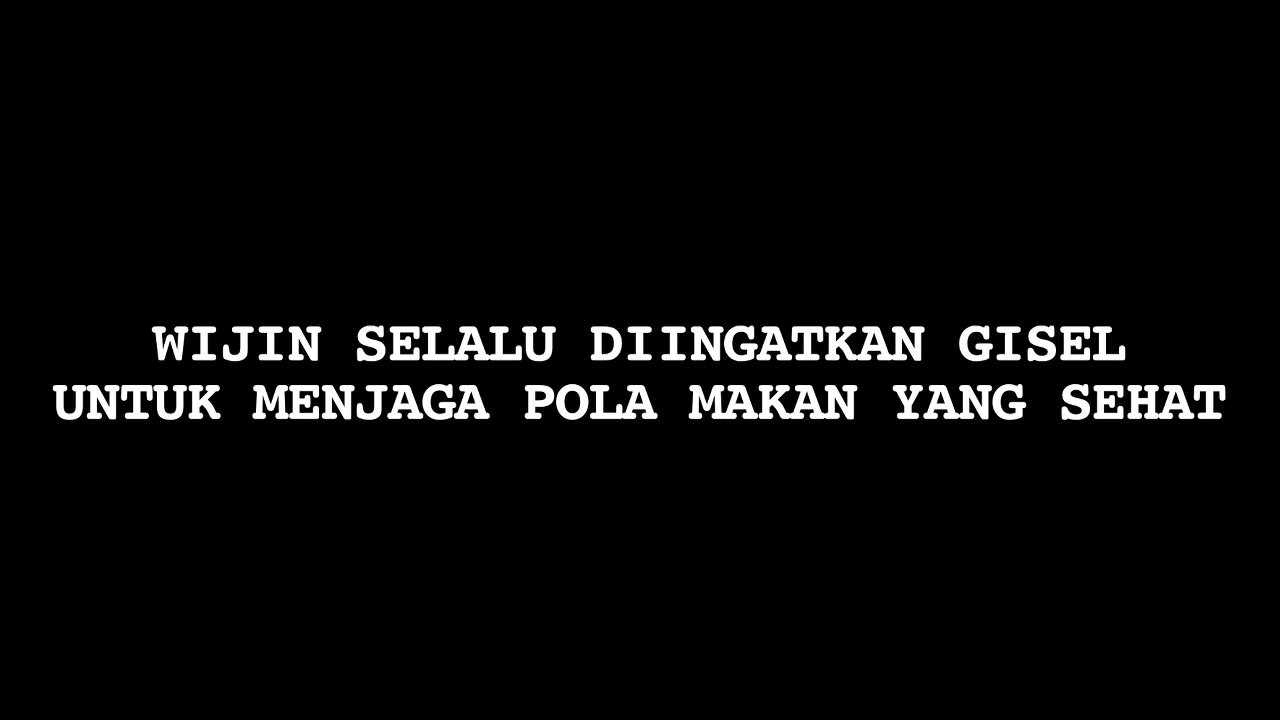 WIJIN SELALU DIINGATKAN GISEL
UNTUK MENJAGA POLA MAKAN YANG SEHAT